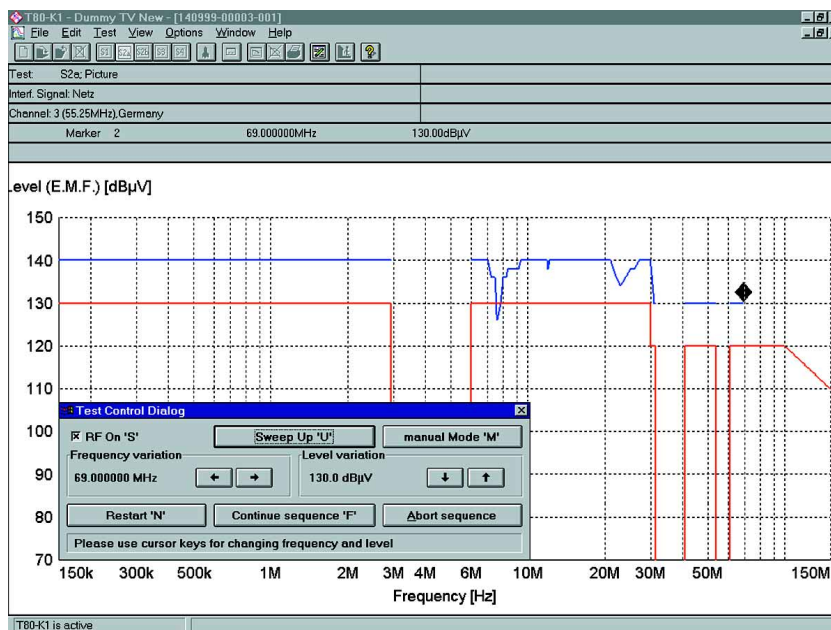 T80-K1 - Dummy TV New - [140999-00003-001]
File Edit Test View Options Window Help
S1 S2a S2b S3 S4
Test: S2a; Picture
Interf. Signal: Netz
Channel: 3 (55.25MHz),Germany
Marker 2 69.000000MHz 130.00dBµV
Level (E.M.F.) [dBµV]
150
140
130
120
110
100
90
80
70
Test Control Dialog
RF On 'S' Sweep Up 'U' manual Mode 'M'
Frequency variation Level variation
69.000000 MHz 130.0 dBµV
Restart 'N' Continue sequence 'F' Abort sequence
Please use cursor keys for changing frequency and level
150k 300k 500k 1M 2M 3M 4M 6M 10M 20M 30M 50M 150M
Frequency [Hz]
T80-K1 is active